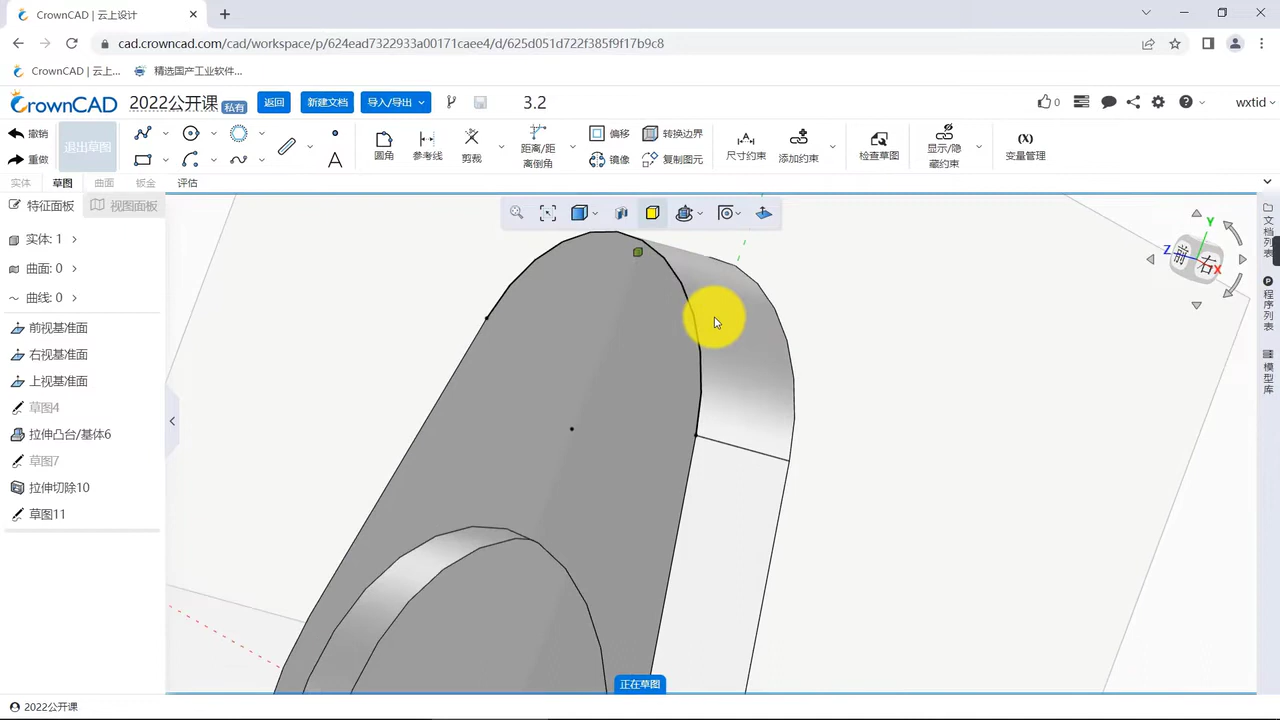 CrownCAD | 云上设计
cad.crowncad.com/cad/workspace/p/624ead7322933a00171caee4/d/625d051d722f385f9f17b9c8
CrownCAD | 云上... 精选国产工业软件...
CrownCAD 2022公开课 私有 返回 新建文档 导入/导出 3.2 0 wxtid
撤销 重做 退出草图 圆角 参考线 剪裁 距离/距离倒角 偏移 镜像 转换边界 复制图元 尺寸约束 添加约束 检查草图 显示/隐藏约束 (X) 变量管理
实体 草图 曲面 钣金 评估
特征面板 视图面板
实体: 1
曲面: 0
曲线: 0
前视基准面
右视基准面
上视基准面
草图4
拉伸凸台/基体6
草图7
拉伸切除10
草图11
Y
Z
X
前
右
文档列表
程序列表
模型库
正在草图
2022公开课